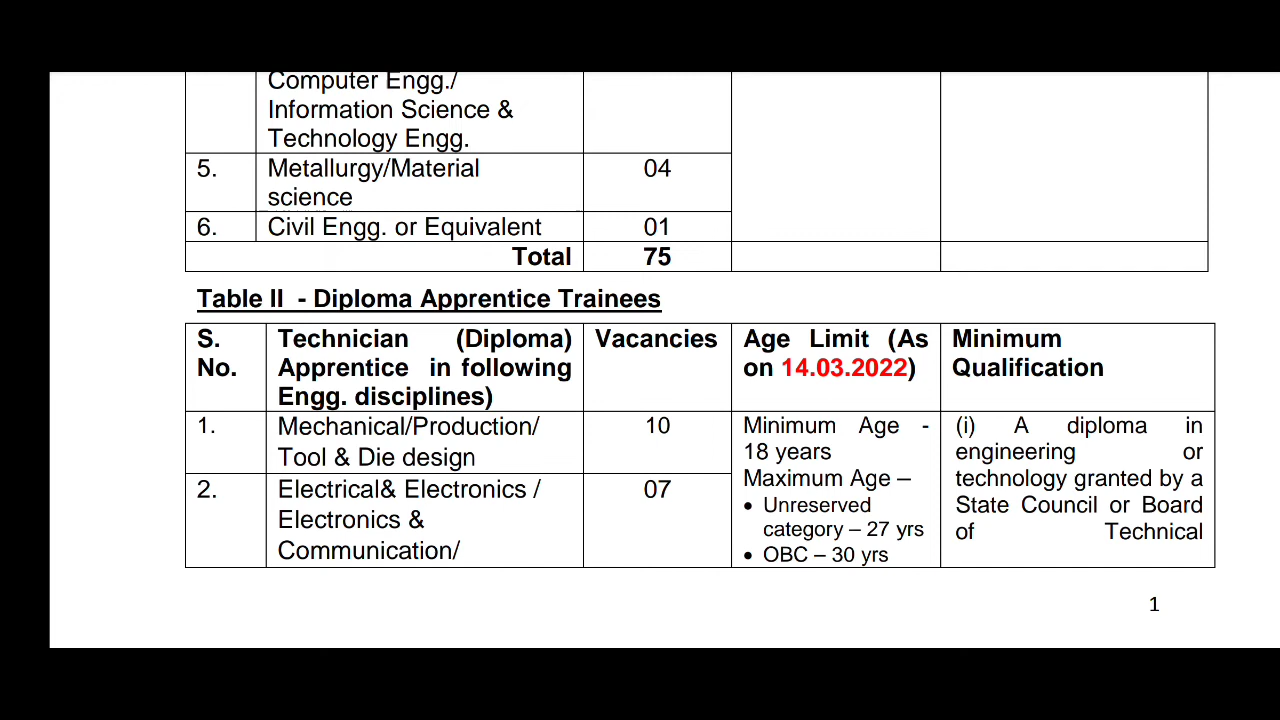 Computer Engg./
Information Science &
Technology Engg.
5. Metallurgy/Material science 04
6. Civil Engg. or Equivalent 01
Total 75
Table II - Diploma Apprentice Trainees
S. No. Technician (Diploma) Apprentice in following Engg. disciplines) Vacancies Age Limit (As on 14.03.2022) Minimum Qualification
1. Mechanical/Production/
Tool & Die design
10
2. Electrical& Electronics /
Electronics &
Communication/
07
Minimum Age -
18 years
Maximum Age –
• Unreserved
category – 27 yrs
• OBC – 30 yrs
(i) A diploma in
engineering or
technology granted by a
State Council or Board
of Technical
1